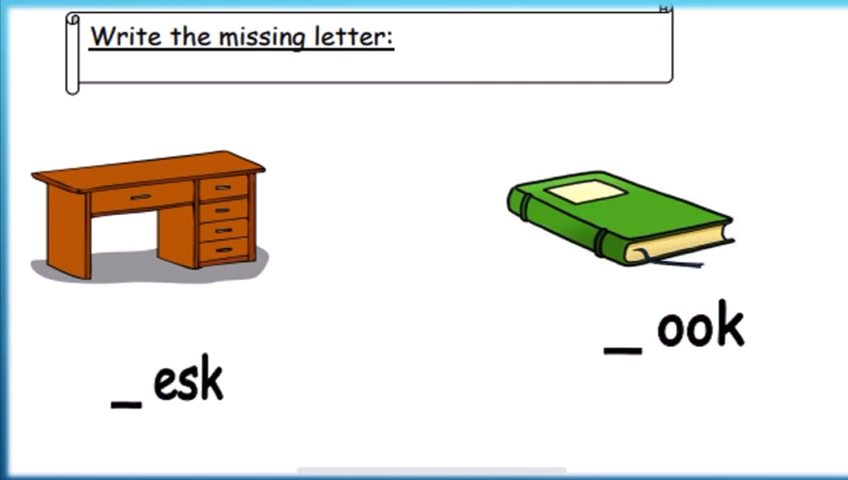 Write the missing letter:
_ ook
_ esk